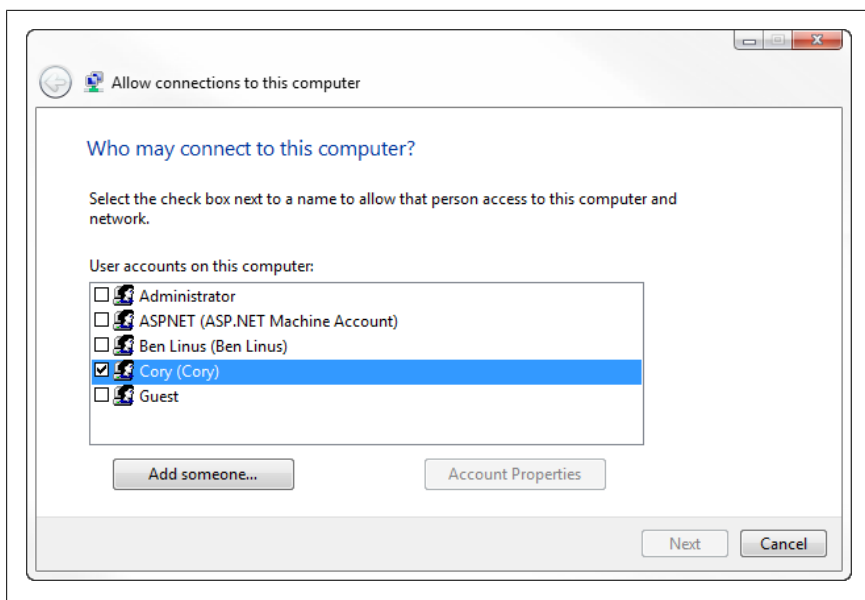 Allow connections to this computer
Who may connect to this computer?
Select the check box next to a name to allow that person access to this computer and
network.
User accounts on this computer:
Administrator
ASPNET (ASP.NET Machine Account)
Ben Linus (Ben Linus)
Cory (Cory)
Guest
Add someone...
Account Properties
Next
Cancel